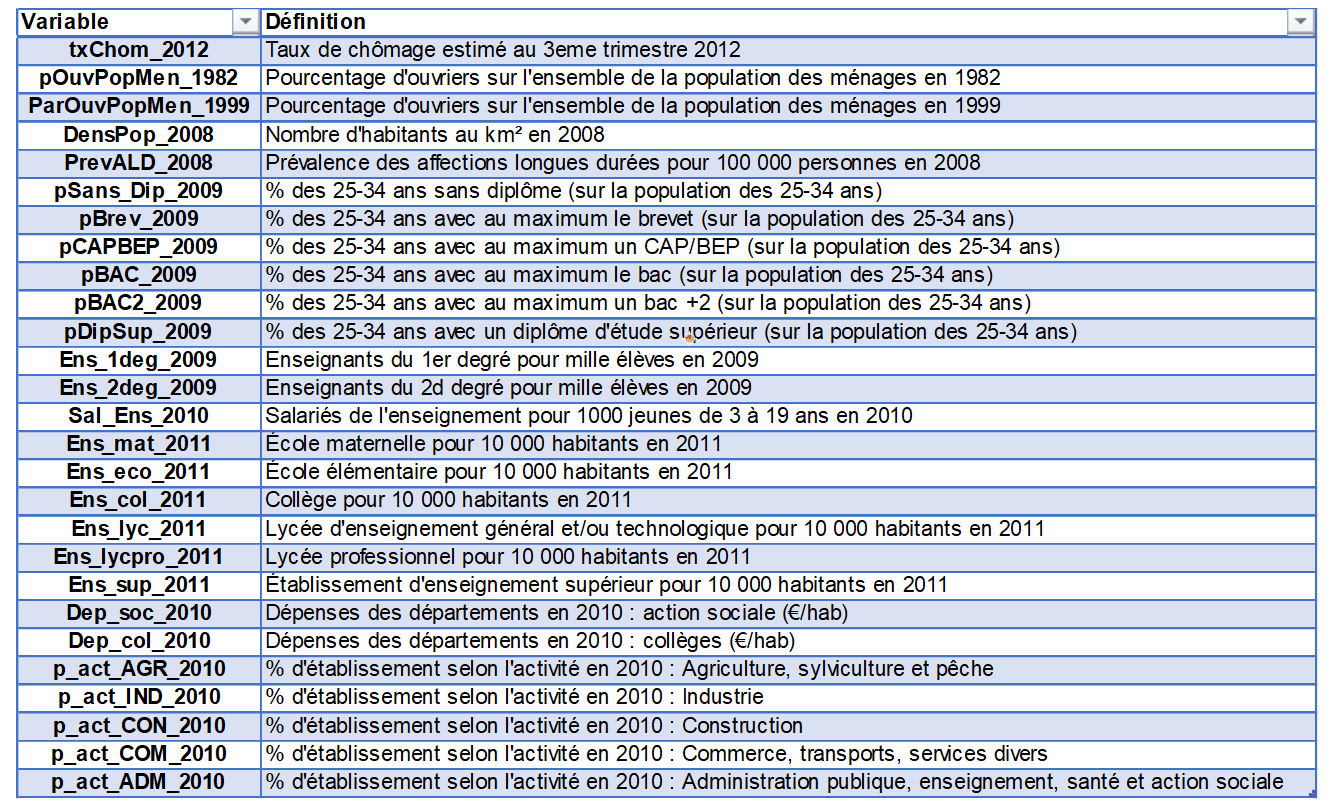 Variable Définition
txChom_2012 Taux de chômage estimé au 3eme trimestre 2012
pOuvPopMen_1982 Pourcentage d'ouvriers sur l'ensemble de la population des ménages en 1982
ParOuvPopMen_1999 Pourcentage d'ouvriers sur l'ensemble de la population des ménages en 1999
DensPop_2008 Nombre d'habitants au km² en 2008
PrevALD_2008 Prévalence des affections longues durées pour 100 000 personnes en 2008
pSans_Dip_2009 % des 25-34 ans sans diplôme (sur la population des 25-34 ans)
pBrev_2009 % des 25-34 ans avec au maximum le brevet (sur la population des 25-34 ans)
pCAPBEP_2009 % des 25-34 ans avec au maximum un CAP/BEP (sur la population des 25-34 ans)
pBAC_2009 % des 25-34 ans avec au maximum le bac (sur la population des 25-34 ans)
pBAC2_2009 % des 25-34 ans avec au maximum un bac +2 (sur la population des 25-34 ans)
pDipSup_2009 % des 25-34 ans avec un diplôme d'étude supérieur (sur la population des 25-34 ans)
Ens_1deg_2009 Enseignants du 1er degré pour mille élèves en 2009
Ens_2deg_2009 Enseignants du 2d degré pour mille élèves en 2009
Sal_Ens_2010 Salariés de l'enseignement pour 1000 jeunes de 3 à 19 ans en 2010
Ens_mat_2011 École maternelle pour 10 000 habitants en 2011
Ens_eco_2011 École élémentaire pour 10 000 habitants en 2011
Ens_col_2011 Collège pour 10 000 habitants en 2011
Ens_lyc_2011 Lycée d'enseignement général et/ou technologique pour 10 000 habitants en 2011
Ens_lycpro_2011 Lycée professionnel pour 10 000 habitants en 2011
Ens_sup_2011 Établissement d'enseignement supérieur pour 10 000 habitants en 2011
Dep_soc_2010 Dépenses des départements en 2010 : action sociale (€/hab)
Dep_col_2010 Dépenses des départements en 2010 : collèges (€/hab)
p_act_AGR_2010 % d'établissement selon l'activité en 2010 : Agriculture, sylviculture et pêche
p_act_IND_2010 % d'établissement selon l'activité en 2010 : Industrie
p_act_CON_2010 % d'établissement selon l'activité en 2010 : Construction
p_act_COM_2010 % d'établissement selon l'activité en 2010 : Commerce, transports, services divers
p_act_ADM_2010 % d'établissement selon l'activité en 2010 : Administration publique, enseignement, santé et action sociale